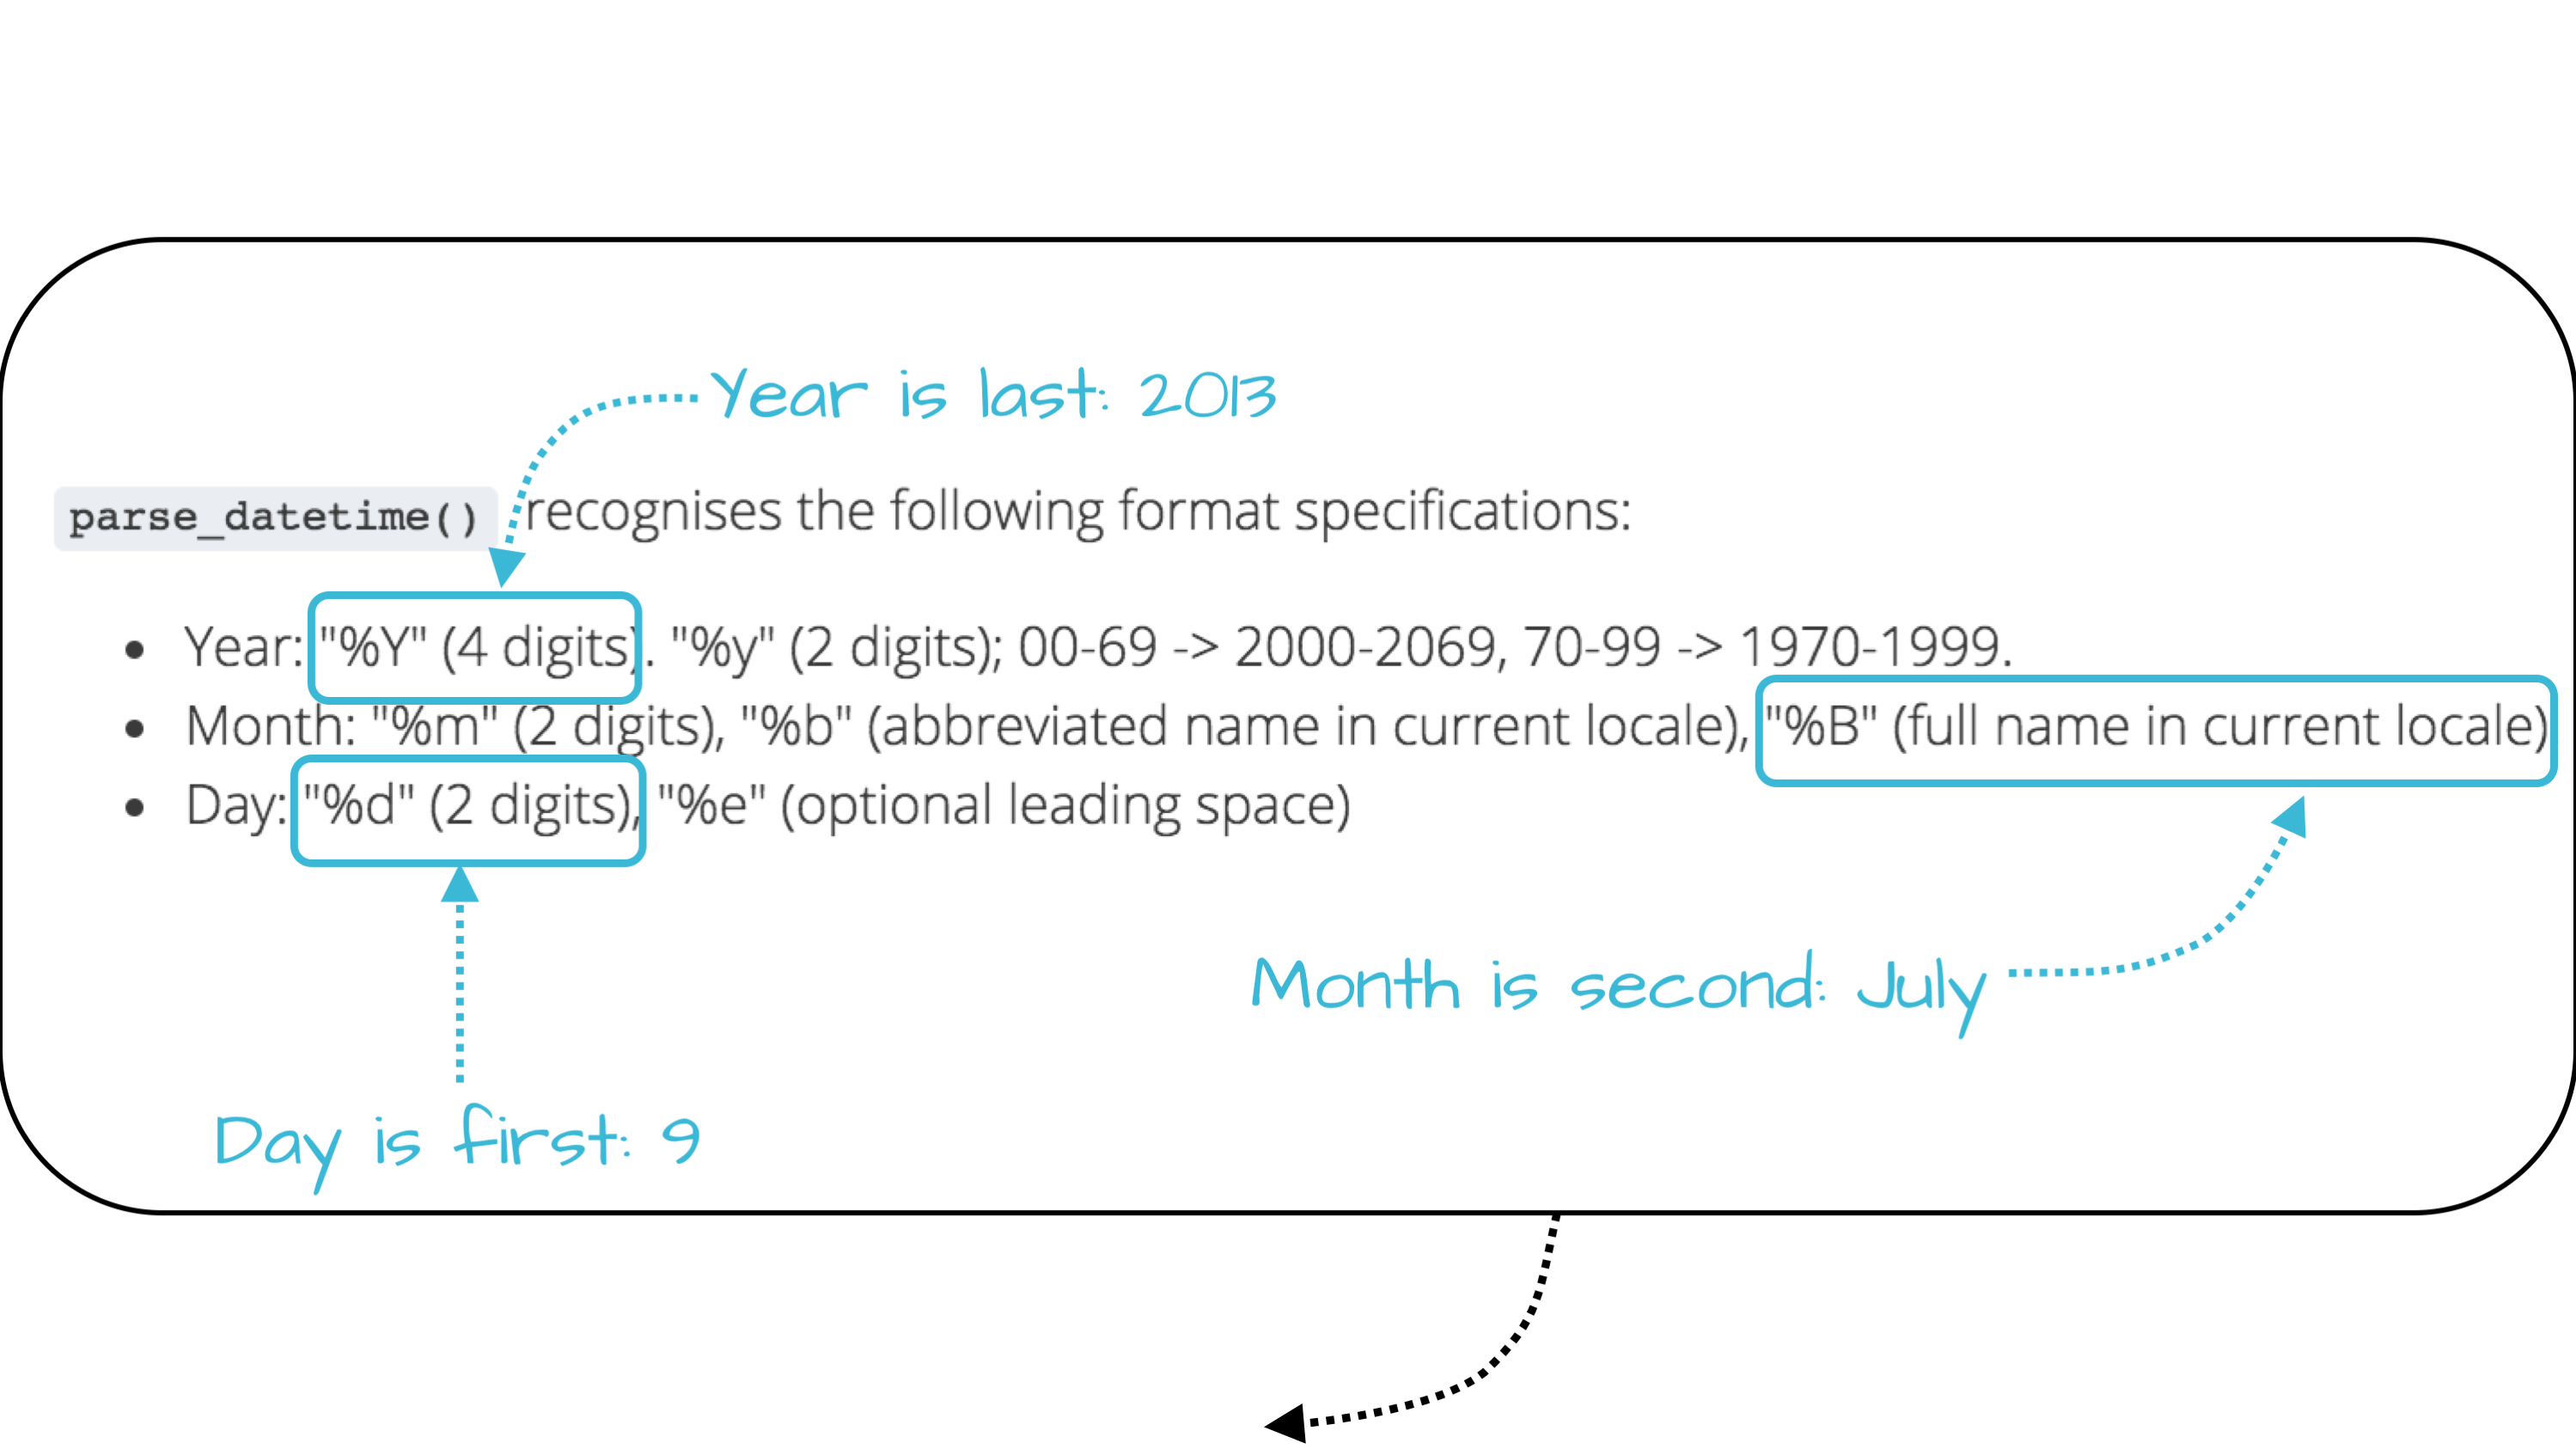 Year is last: 2013
parse_datetime() recognises the following format specifications:
• Year: "%Y" (4 digits). "%y" (2 digits); 00-69 -> 2000-2069, 70-99 -> 1970-1999.
• Month: "%m" (2 digits), "%b" (abbreviated name in current locale), "%B" (full name in current locale)
• Day: "%d" (2 digits), "%e" (optional leading space)
Month is second: July
Day is first: 9